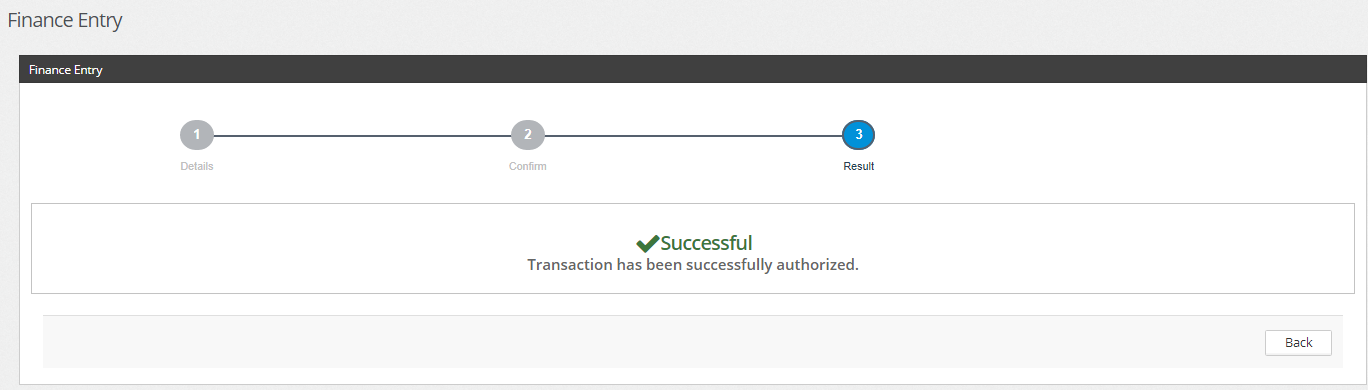 Finance Entry
Finance Entry
1
2
3
Details
Confirm
Result
Successful
Transaction has been successfully authorized.
Back